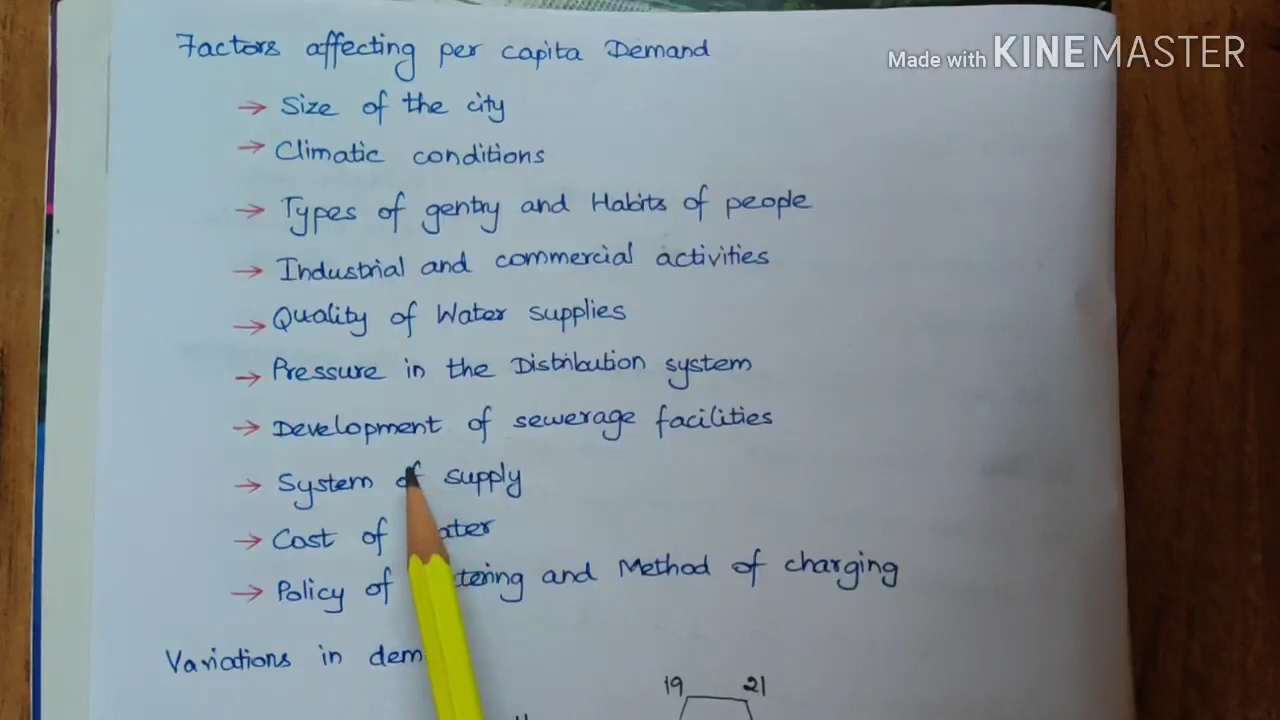 Factors affecting per capita Demand
Made with KINEMASTER
→ Size of the city
→ Climatic conditions
→ Types of gentry and Habits of people
→ Industrial and commercial activities
→ Quality of Water supplies
→ Pressure in the Distribution system
→ Development of sewerage facilities
→ System of supply
→ Cost of
→ Policy of and Method of charging
Variations in
19 21